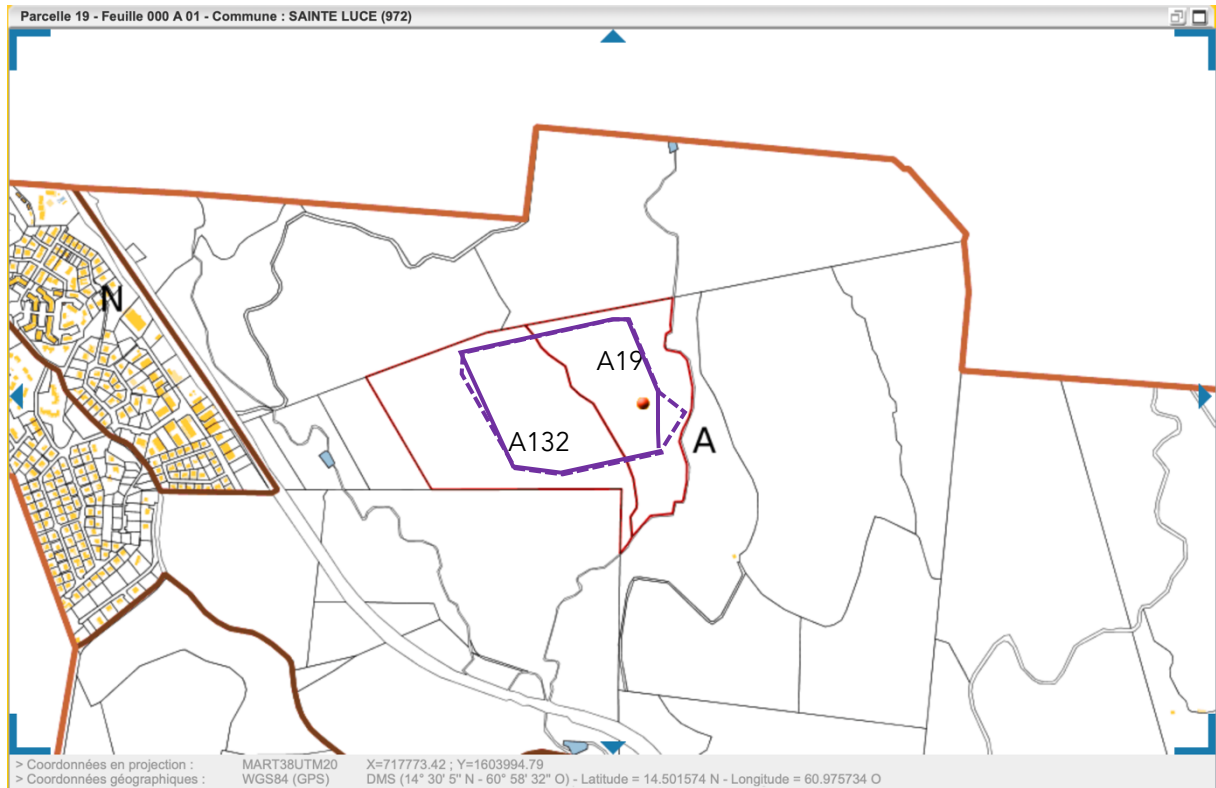 Parcelle 19 - Feuille 000 A 01 - Commune : SAINTE LUCE (972)
N
A19
A132
A
> Coordonnées en projection : MART38UTM20 X=717773.42 ; Y=1603994.79
> Coordonnées géographiques : WGS84 (GPS) DMS (14° 30' 5'' N - 60° 58' 32'' O) - Latitude = 14.501574 N - Longitude = 60.975734 O